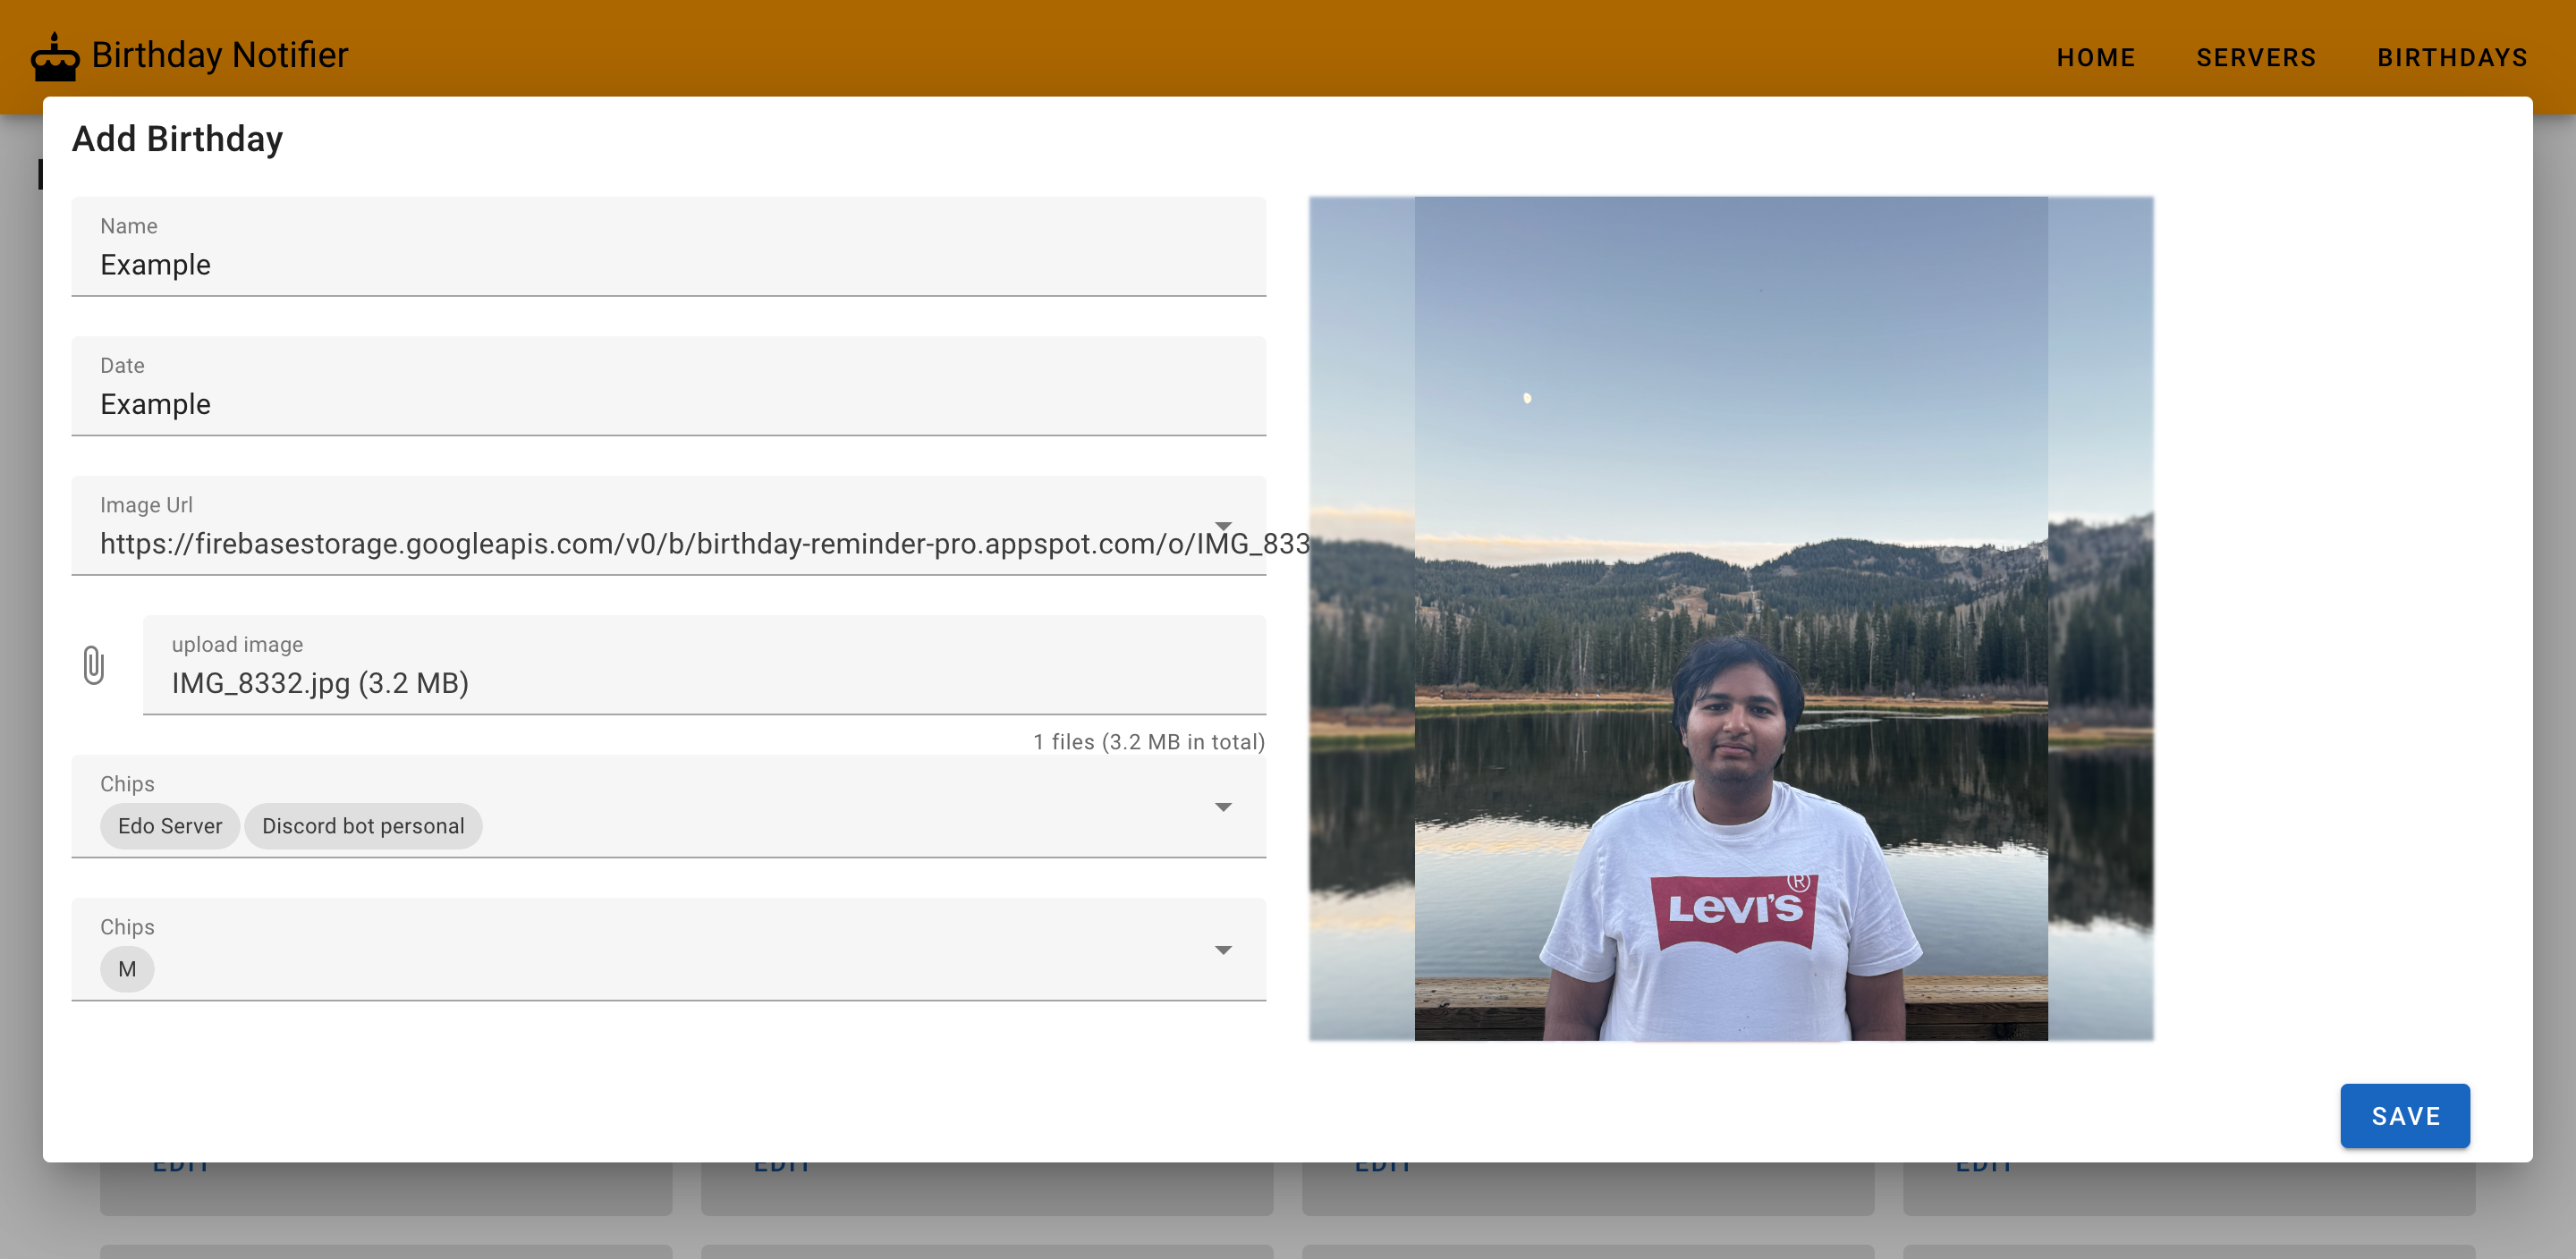 Birthday Notifier
HOME SERVERS BIRTHDAYS
Add Birthday
Name
Example
Date
Example
Image Url
https://firebasestorage.googleapis.com/v0/b/birthday-reminder-pro.appspot.com/o/IMG_833
upload image
IMG_8332.jpg (3.2 MB)
1 files (3.2 MB in total)
Chips
Edo Server Discord bot personal
Chips
M
LEVI'S ®
SAVE
EDIT EDIT EDIT EDIT